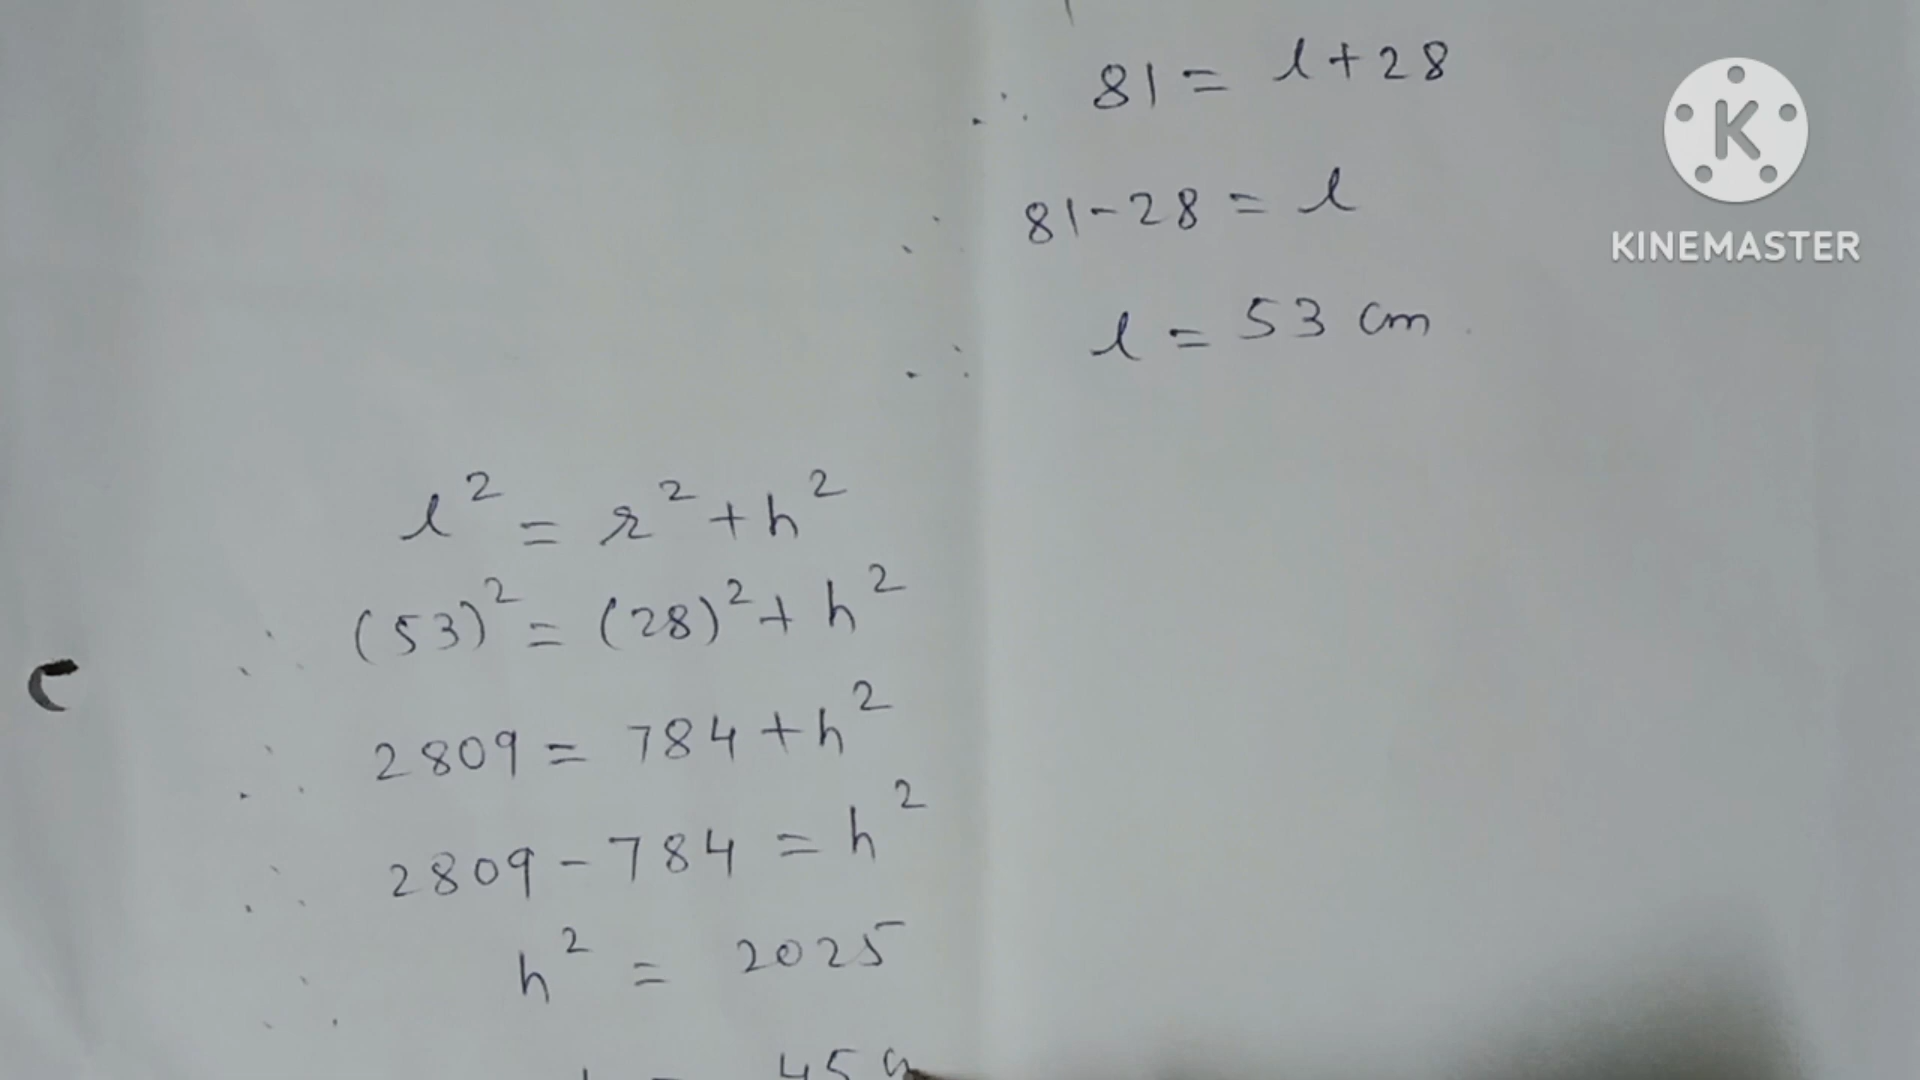 ∴ 81 = l + 28
∴ 81 - 28 = l
∴ l = 53 cm
l² = r² + h²
∴ (53)² = (28)² + h²
∴ 2809 = 784 + h²
∴ 2809 - 784 = h²
∴ h² = 2025
45
K
KINEMASTER